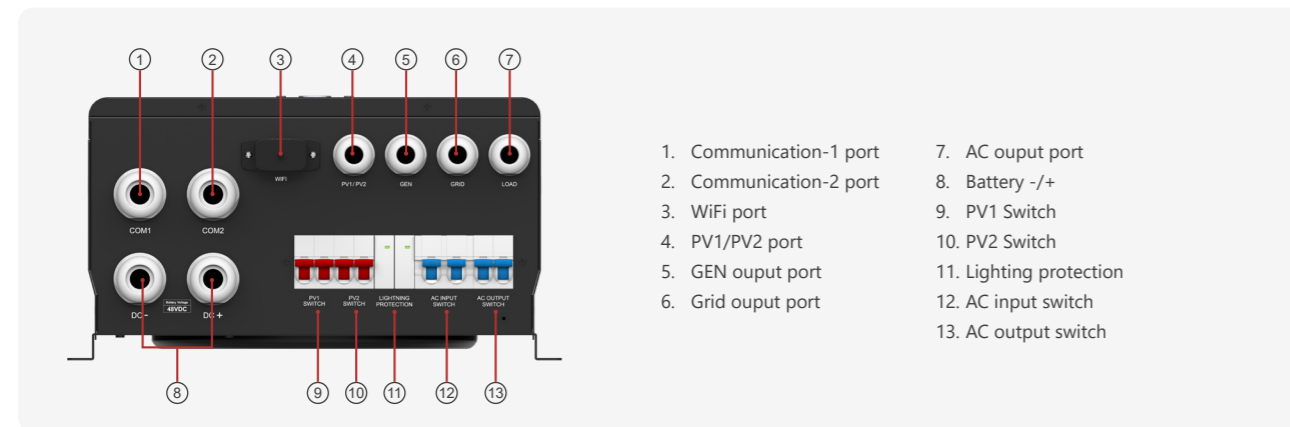 1 2 3 4 5 6 7
WIFI
PV1/ PV2
GEN
GRID
LOAD
COM1
COM2
DC-
Battery Voltage
48VDC
DC+
PV1
SWITCH
PV2
SWITCH
LIGHTNING
PROTECTION
AC INPUT
SWITCH
AC OUTPUT
SWITCH
8 9 10 11 12 13
1. Communication-1 port
2. Communication-2 port
3. WiFi port
4. PV1/PV2 port
5. GEN ouput port
6. Grid ouput port
7. AC ouput port
8. Battery -/+
9. PV1 Switch
10. PV2 Switch
11. Lighting protection
12. AC input switch
13. AC output switch